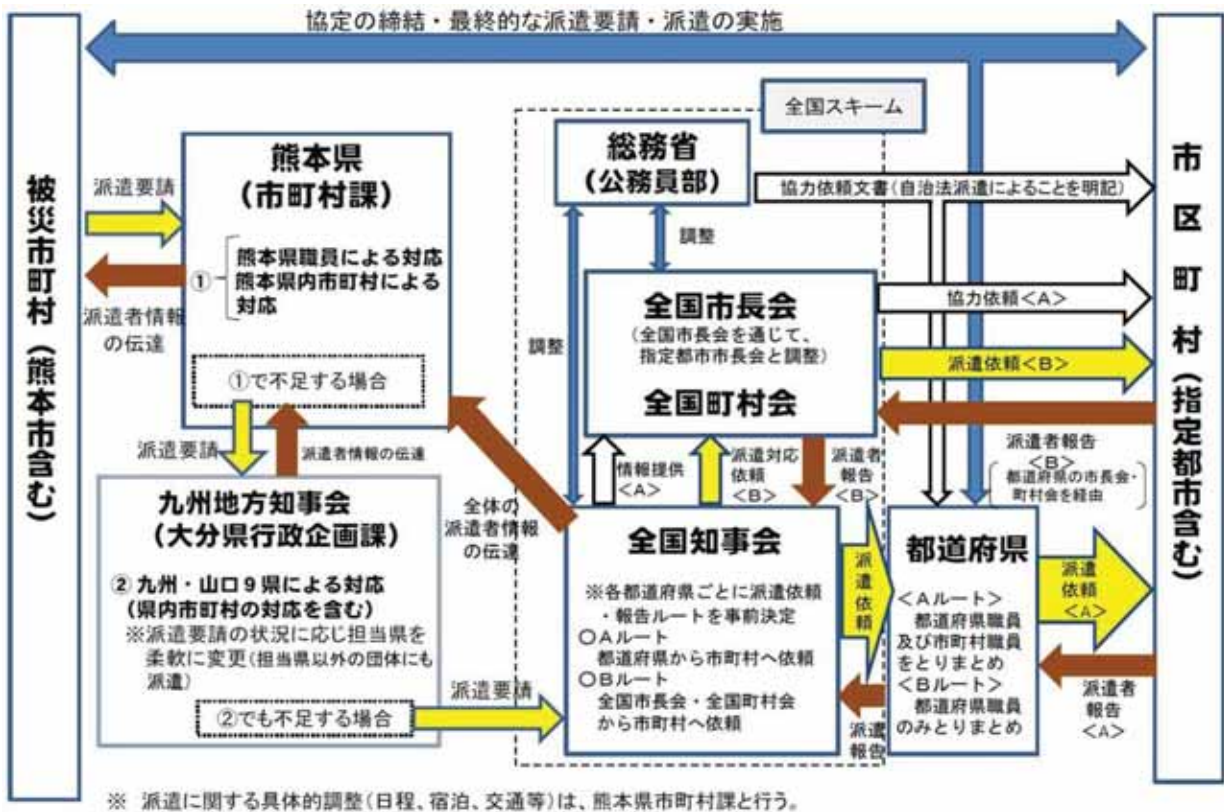 協定の締結・最終的な派遣要請・派遣の実施
全国スキーム
被災市町村(熊本市含む)
派遣要請
派遣者情報
の伝達
熊本県
(市町村課)
①
熊本県職員による対応
熊本県内市町村による
対応
①で不足する場合
派遣要請
派遣者情報の伝達
九州地方知事会
(大分県行政企画課)
② 九州・山口9県による対応
(県内市町村の対応を含む)
※派遣要請の状況に応じ担当県を
柔軟に変更(担当県以外の団体にも
派遣)
②でも不足する場合
派遣要請
全体の
派遣者情報
の伝達
総務省
(公務員部)
調整
調整
協力依頼文書(自治法派遣によることを明記)
全国市長会
(全国市長会を通じて、
指定都市市長会と調整)
全国町村会
協力依頼<A>
派遣依頼<B>
派遣者報告
<B>
都道府県の市長会・
町村会を経由
情報提供
<A>
派遣対応
依頼
<B>
派遣者
報告
<B>
全国知事会
※各都道府県ごとに派遣依頼
・報告ルートを事前決定
○Aルート
都道府県から市町村へ依頼
○Bルート
全国市長会・全国町村会
から市町村へ依頼
派遣依頼
派遣
報告
都道府県
<Aルート>
都道府県職員
及び市町村職員
をとりまとめ
<Bルート>
都道府県職員
のみとりまとめ
派遣
依頼
<A>
派遣者
報告
<A>
市区町村(指定都市含む)
※ 派遣に関する具体的調整(日程、宿泊、交通等)は、熊本県市町村課と行う。